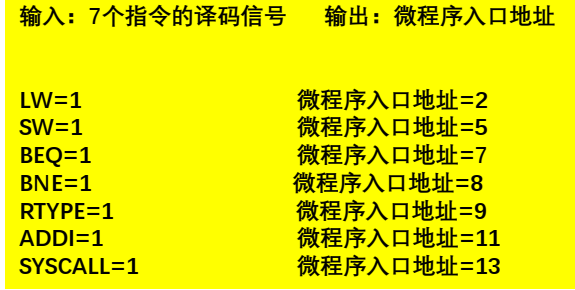 输入：7个指令的译码信号 输出：微程序入口地址
LW=1 微程序入口地址=2
SW=1 微程序入口地址=5
BEQ=1 微程序入口地址=7
BNE=1 微程序入口地址=8
RTYPE=1 微程序入口地址=9
ADDI=1 微程序入口地址=11
SYSCALL=1 微程序入口地址=13